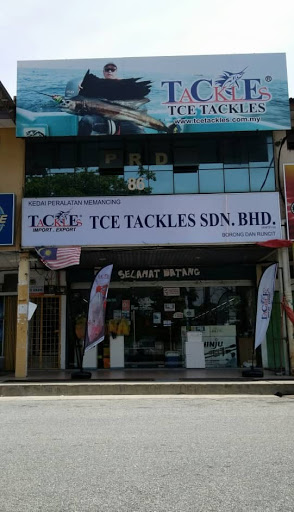 TACKLES®
TCE TACKLES
www.tcetackles.com.my
PRD
80
KEDAI PERALATAN MEMANCING
TACKLES
IMPORT . EXPORT
TCE TACKLES SDN. BHD.
BORONG DAN RUNCIT
SELAMAT DATANG
TACKLES